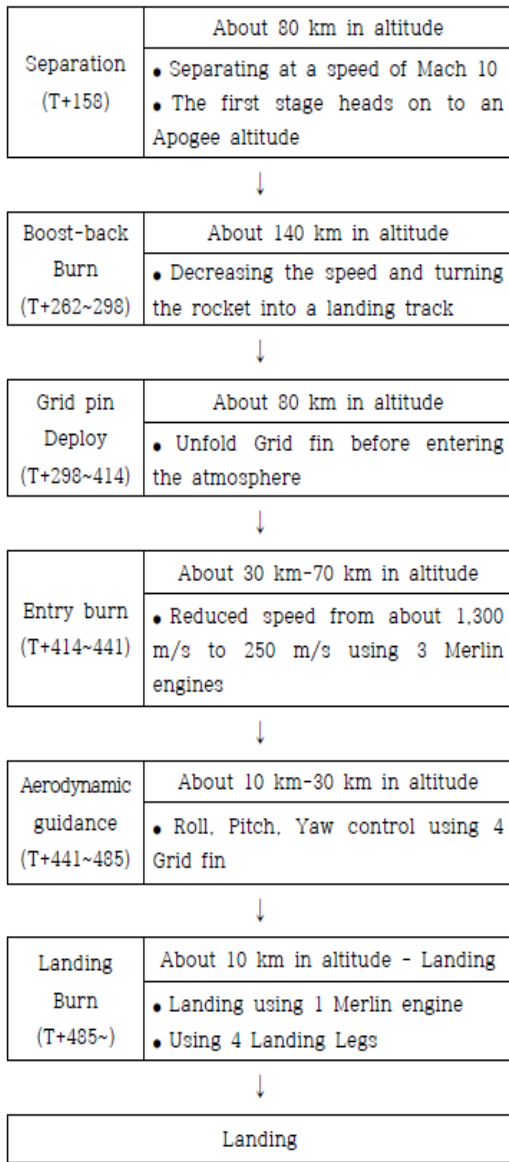 Separation
(T+158)
About 80 km in altitude
• Separating at a speed of Mach 10
• The first stage heads on to an
Apogee altitude
↓
Boost-back
Burn
(T+262~298)
About 140 km in altitude
• Decreasing the speed and turning
the rocket into a landing track
↓
Grid pin
Deploy
(T+298~414)
About 80 km in altitude
• Unfold Grid fin before entering
the atmosphere
↓
Entry burn
(T+414~441)
About 30 km-70 km in altitude
• Reduced speed from about 1,300
m/s to 250 m/s using 3 Merlin
engines
↓
Aerodynamic
guidance
(T+441~485)
About 10 km-30 km in altitude
• Roll, Pitch, Yaw control using 4
Grid fin
↓
Landing
Burn
(T+485~)
About 10 km in altitude - Landing
• Landing using 1 Merlin engine
• Using 4 Landing Legs
↓
Landing